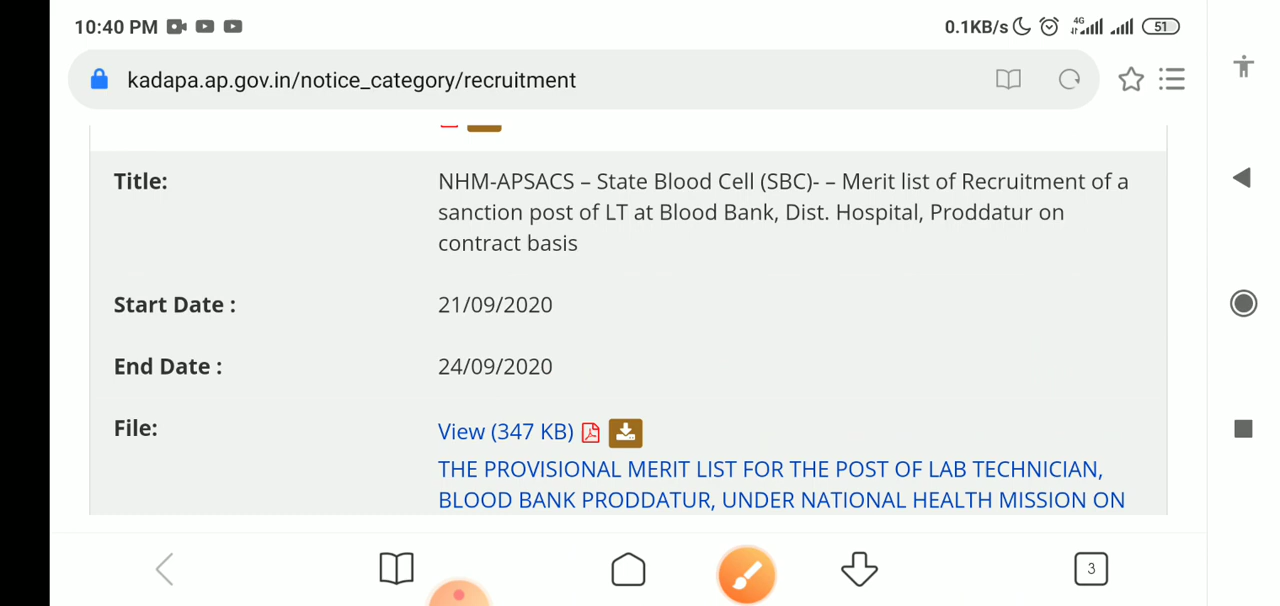 10:40 PM
0.1KB/s 4G 51
kadapa.ap.gov.in/notice_category/recruitment
Title: NHM-APSACS – State Blood Cell (SBC)- – Merit list of Recruitment of a
sanction post of LT at Blood Bank, Dist. Hospital, Proddatur on
contract basis
Start Date : 21/09/2020
End Date : 24/09/2020
File: View (347 KB)
THE PROVISIONAL MERIT LIST FOR THE POST OF LAB TECHNICIAN,
BLOOD BANK PRODDATUR, UNDER NATIONAL HEALTH MISSION ON
3